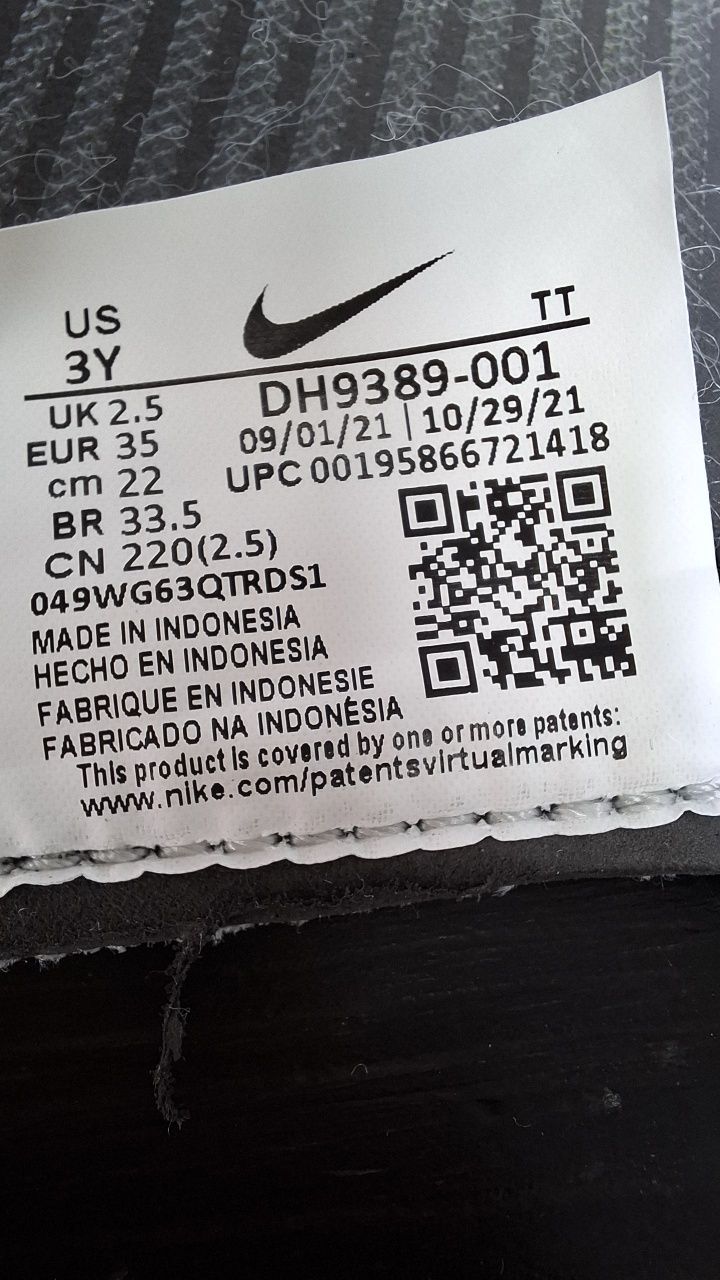 US
3Y
TT
UK 2.5
EUR 35
cm 22
BR 33.5
CN 220(2.5)
DH9389-001
09/01/21 | 10/29/21
UPC 00195866721418
049WG63QTRDS1
MADE IN INDONESIA
HECHO EN INDONESIA
FABRIQUE EN INDONESIE
FABRICADO NA INDONÉSIA
This product is covered by one or more patents:
www.nike.com/patentsvirtualmarking